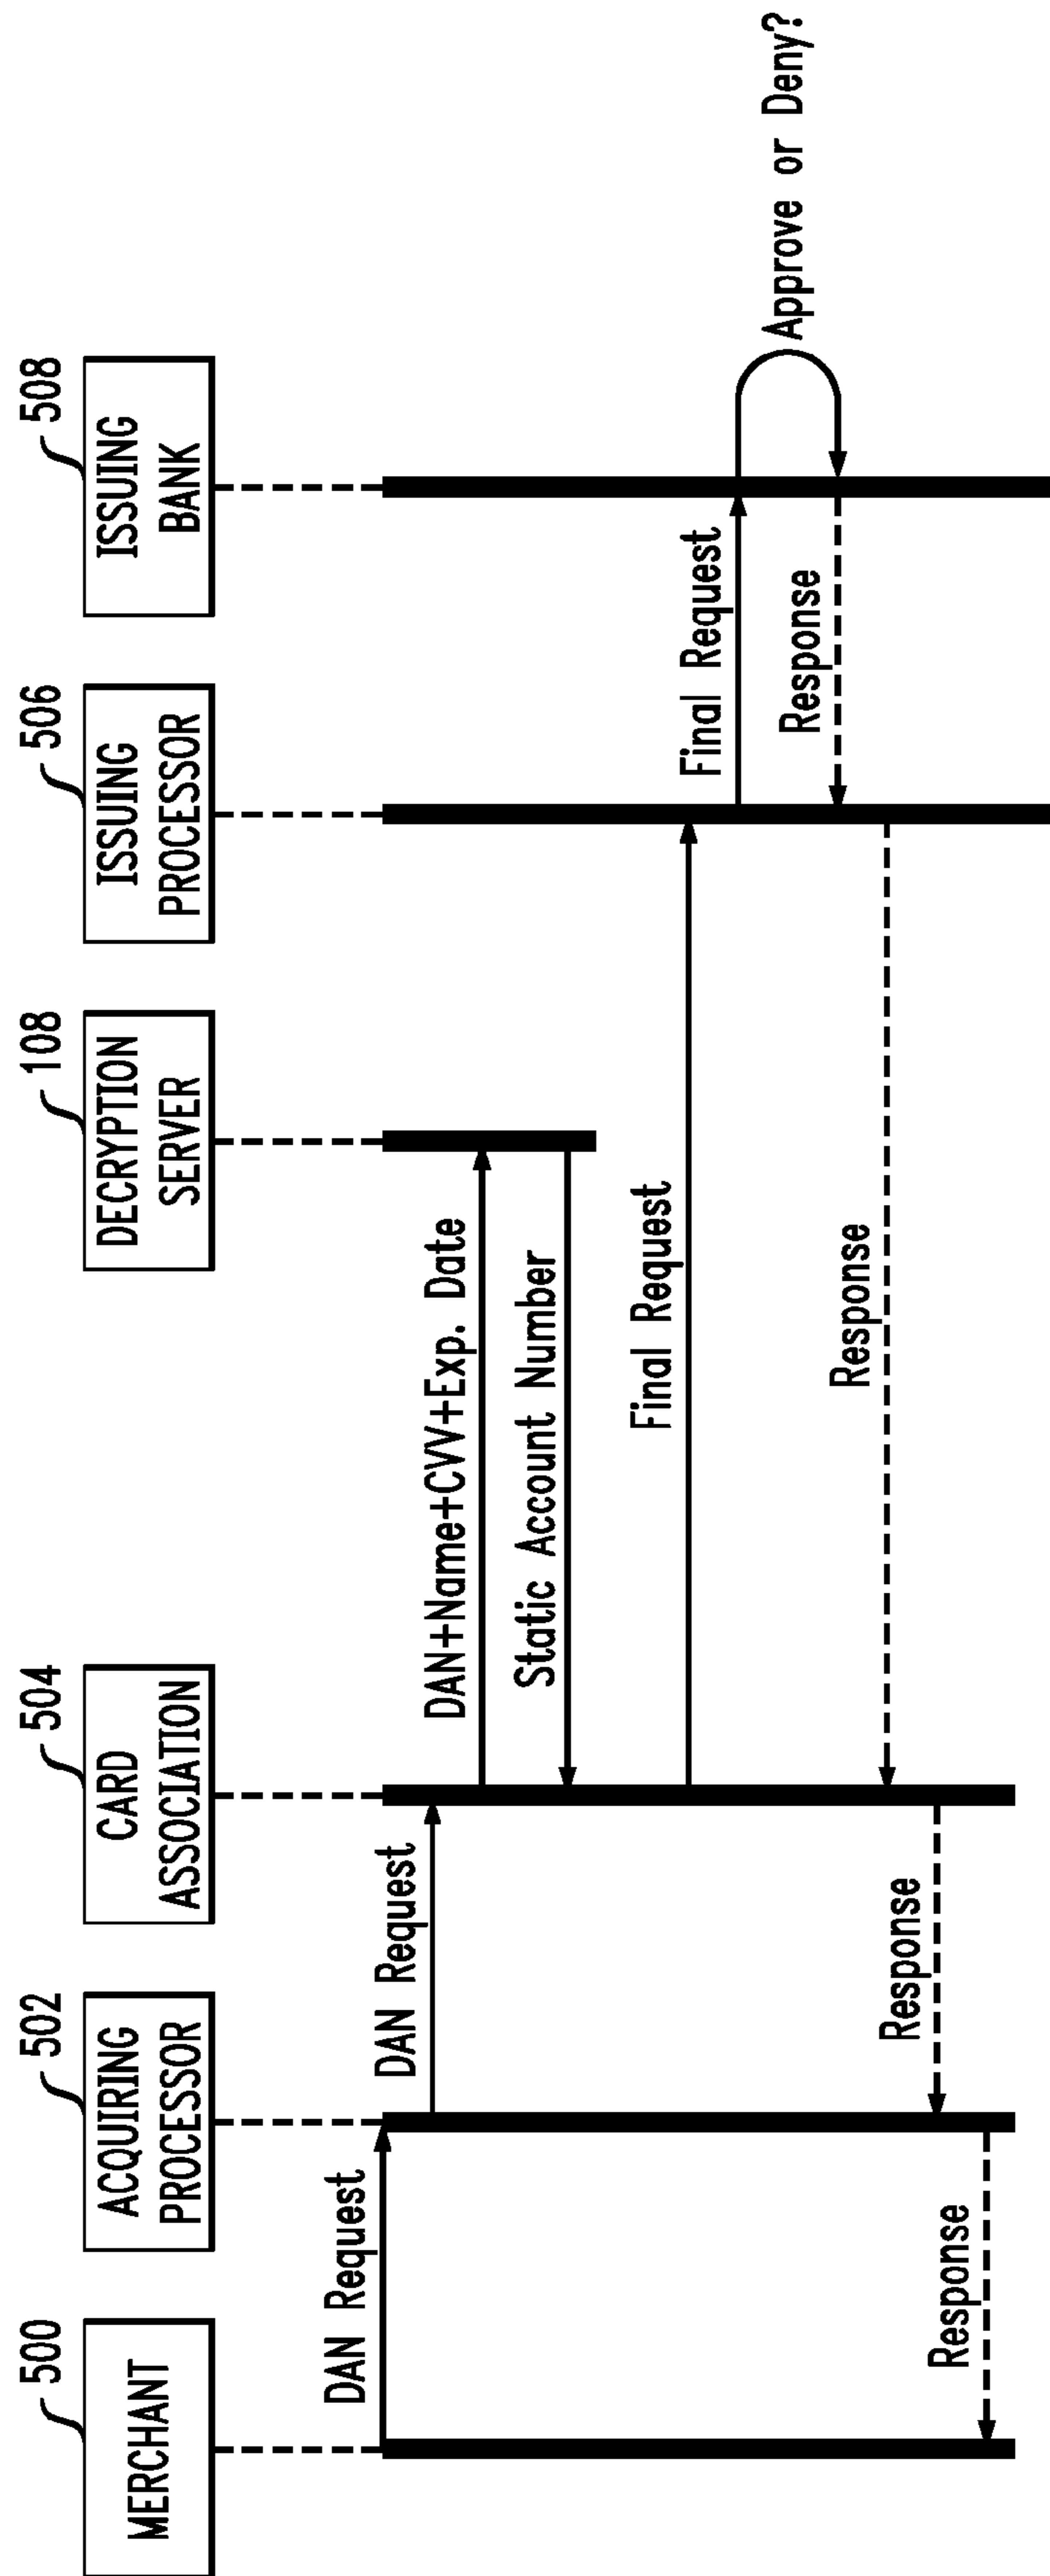 500
MERCHANT
502
ACQUIRING
PROCESSOR
504
CARD
ASSOCIATION
108
DECRYPTION
SERVER
506
ISSUING
PROCESSOR
508
ISSUING
BANK
DAN Request
DAN Request
DAN+Name+CVV+Exp. Date
Static Account Number
Final Request
Final Request
Approve or Deny?
Response
Response
Response
Response